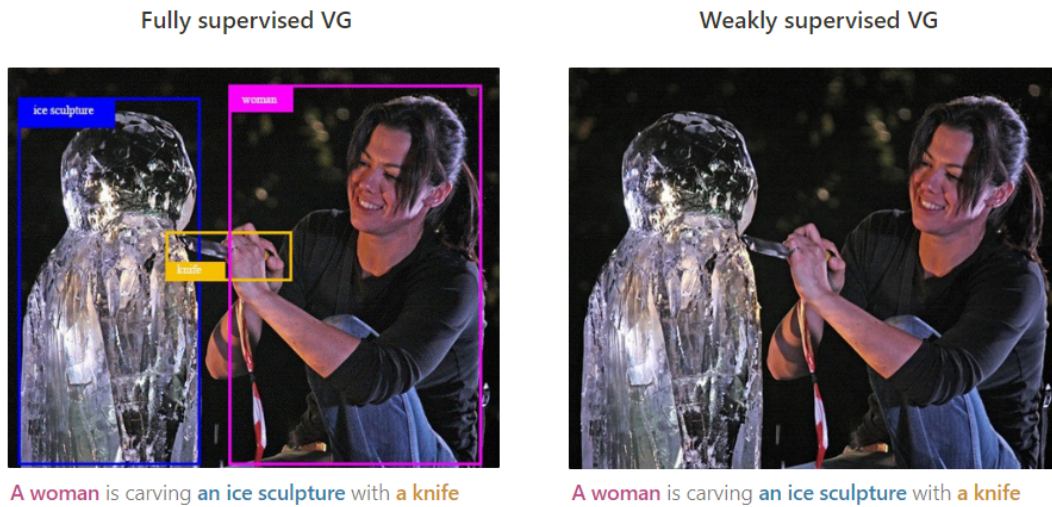 Fully supervised VG
Weakly supervised VG
ice sculpture
woman
knife
A woman is carving an ice sculpture with a knife
A woman is carving an ice sculpture with a knife